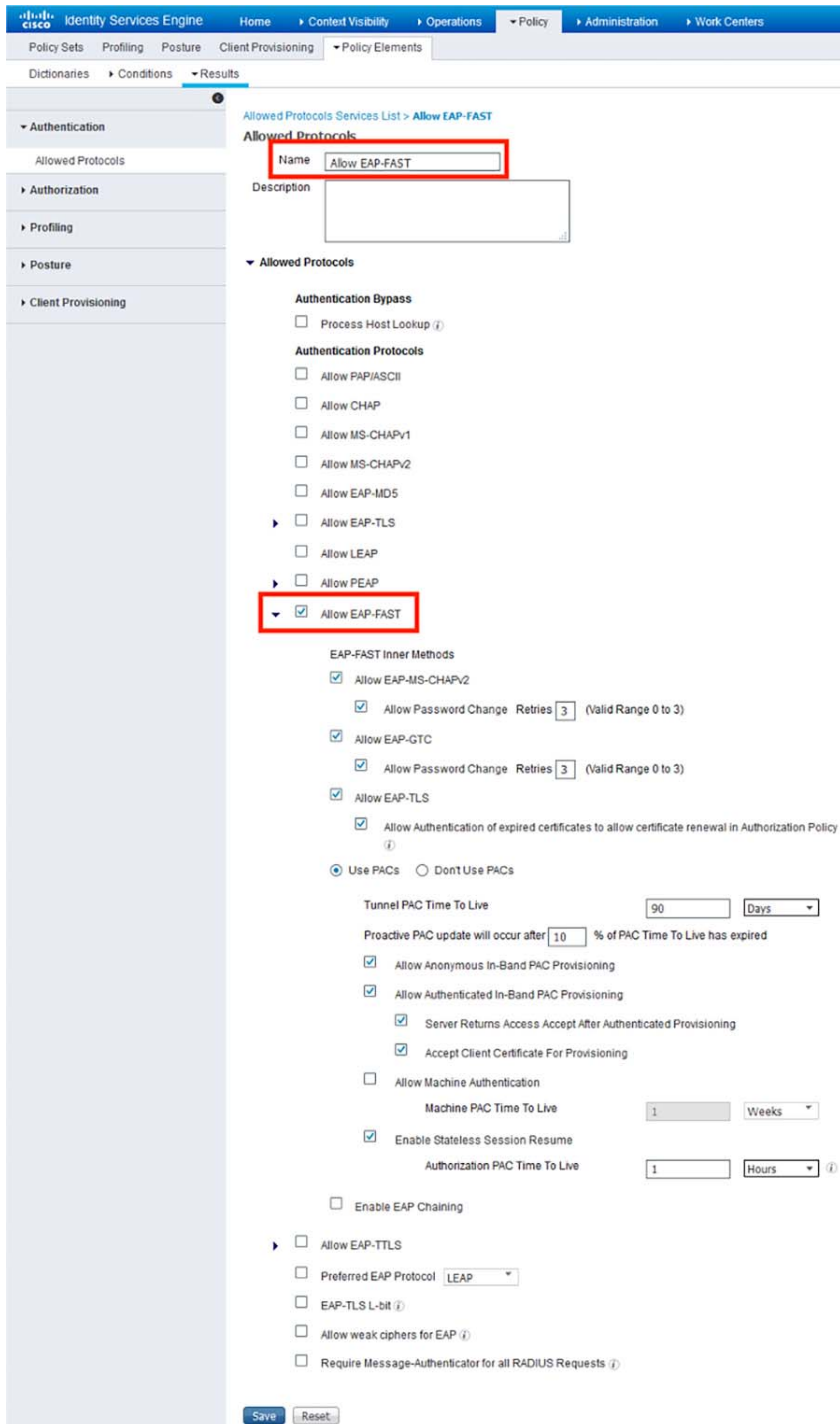 cisco Identity Services Engine Home Context Visibility Operations Policy Administration Work Centers
Policy Sets Profiling Posture Client Provisioning Policy Elements
Dictionaries Conditions Results
Authentication
Allowed Protocols
Authorization
Profiling
Posture
Client Provisioning
Allowed Protocols Services List > Allow EAP-FAST
Allowed Protocols
Name Allow EAP-FAST
Description
Allowed Protocols
Authentication Bypass
Process Host Lookup
Authentication Protocols
Allow PAP/ASCII
Allow CHAP
Allow MS-CHAPv1
Allow MS-CHAPv2
Allow EAP-MD5
Allow EAP-TLS
Allow LEAP
Allow PEAP
Allow EAP-FAST
EAP-FAST Inner Methods
Allow EAP-MS-CHAPv2
Allow Password Change Retries 3 (Valid Range 0 to 3)
Allow EAP-GTC
Allow Password Change Retries 3 (Valid Range 0 to 3)
Allow EAP-TLS
Allow Authentication of expired certificates to allow certificate renewal in Authorization Policy
Use PACs Don't Use PACs
Tunnel PAC Time To Live 90 Days
Proactive PAC update will occur after 10 % of PAC Time To Live has expired
Allow Anonymous In-Band PAC Provisioning
Allow Authenticated In-Band PAC Provisioning
Server Returns Access Accept After Authenticated Provisioning
Accept Client Certificate For Provisioning
Allow Machine Authentication
Machine PAC Time To Live 1 Weeks
Enable Stateless Session Resume
Authorization PAC Time To Live 1 Hours
Enable EAP Chaining
Allow EAP-TTLS
Preferred EAP Protocol LEAP
EAP-TLS L-bit
Allow weak ciphers for EAP
Require Message-Authenticator for all RADIUS Requests
Save Reset